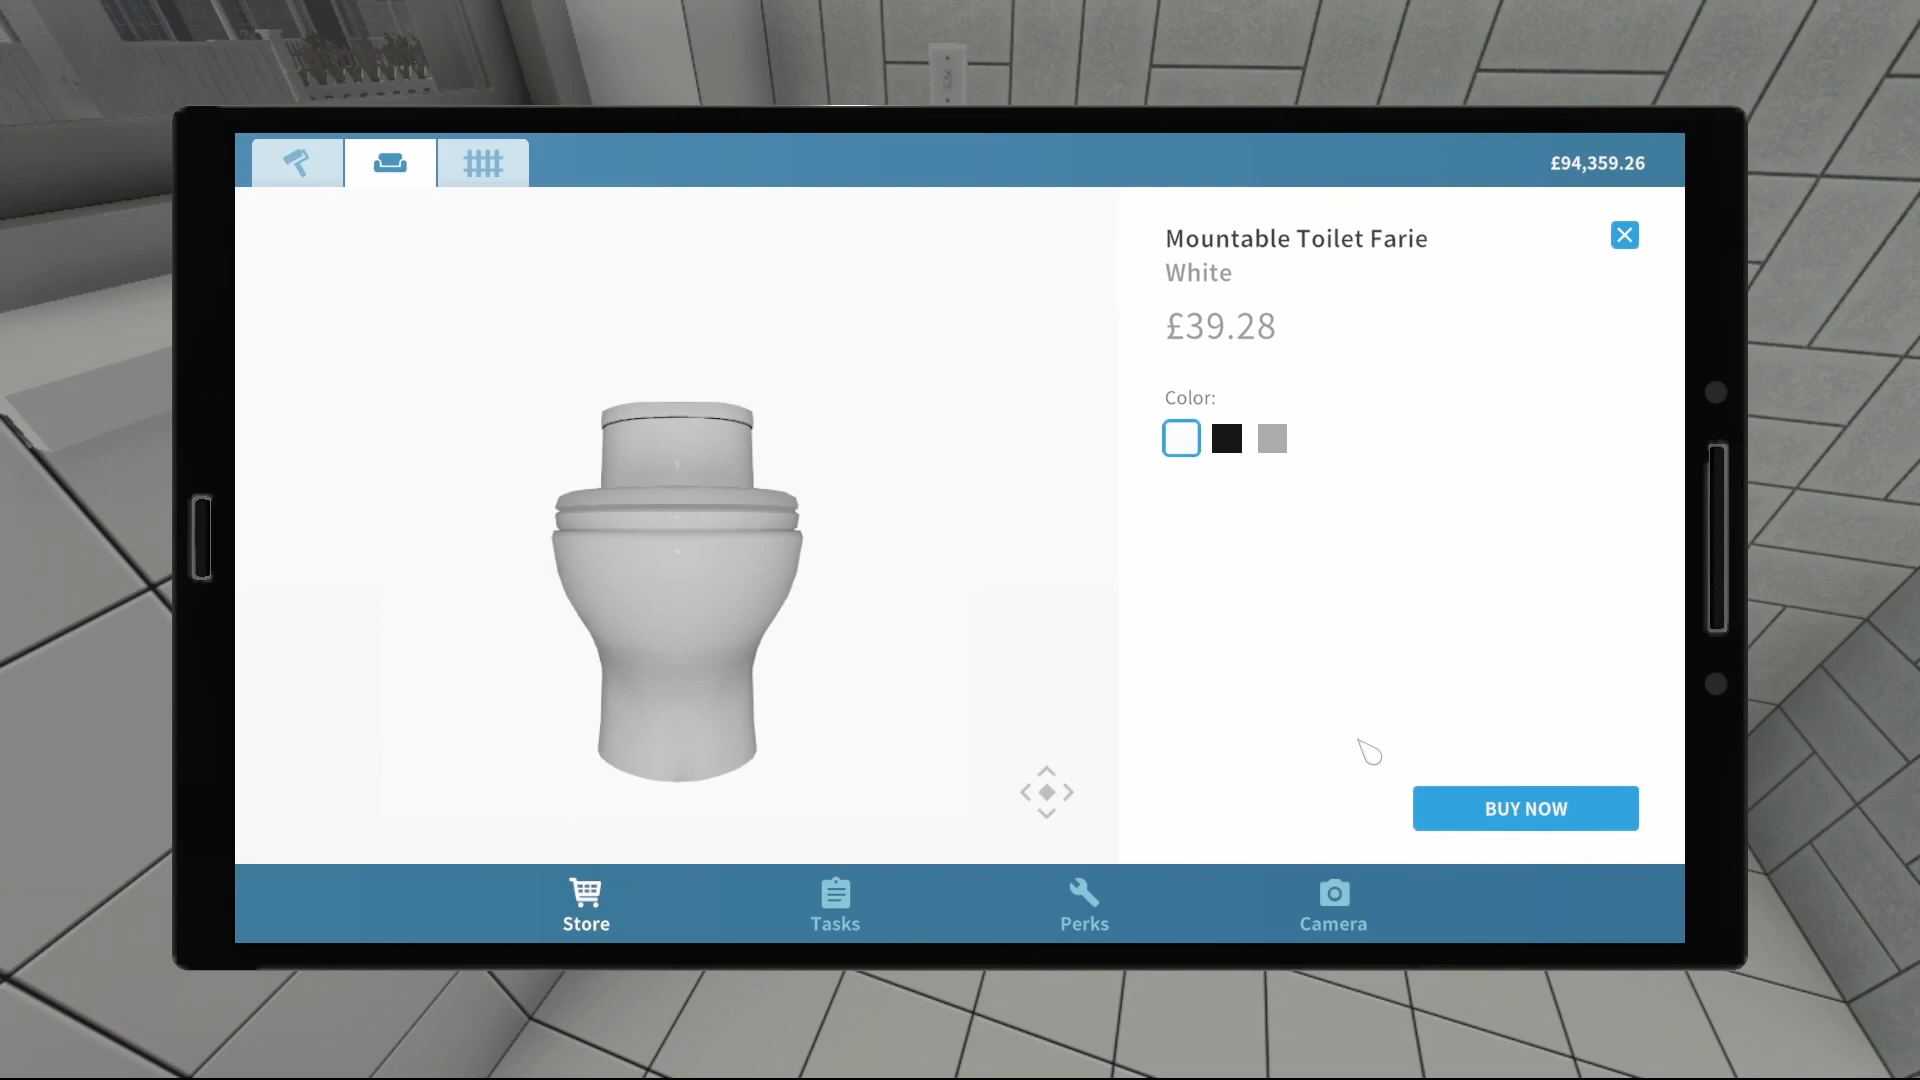 £94,359.26
Mountable Toilet Farie
White
£39.28
Color:
BUY NOW
Store
Tasks
Perks
Camera